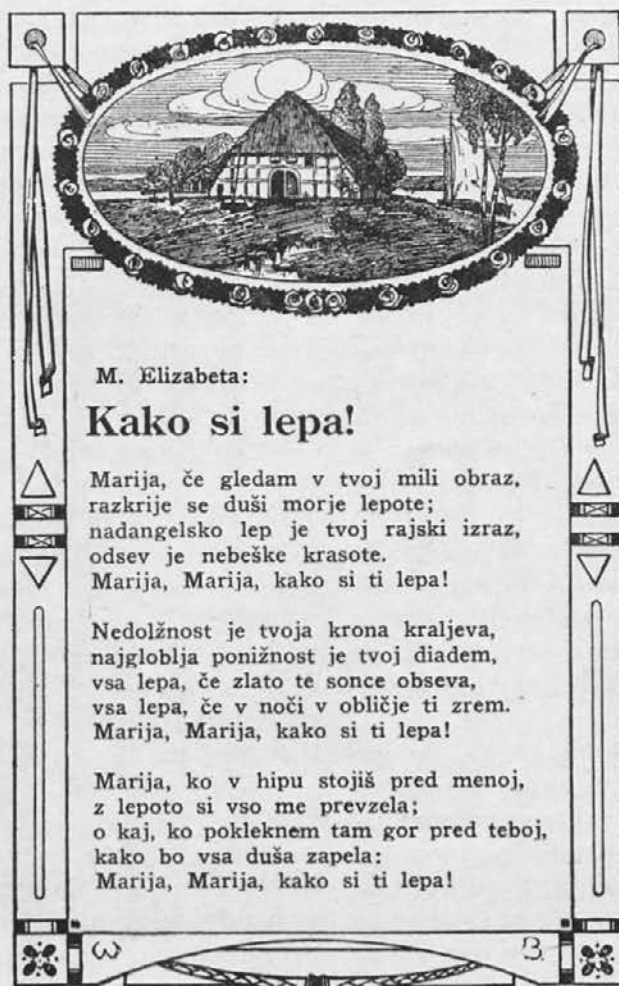 M. Elizabeta:
Kako si lepa!
Marija, če gledam v tvoj mili obraz,
razkrije se duši morje lepote;
nadangelsko lep je tvoj rajski izraz,
odsev je nebeške krasote.
Marija, Marija, kako si ti lepa!
Nedolžnost je tvoja krona kraljeva,
najgloblja ponižnost je tvoj diadem,
vsa lepa, če zlato te sonce obseva,
vsa lepa, če v noči v obličje ti zrem.
Marija, Marija, kako si ti lepa!
Marija, ko v hipu stojiš pred menoj,
z lepoto si vso me prevzela;
o kaj, ko pokleknem tam gor pred teboj,
kako bo vsa duša zapela:
Marija, Marija, kako si ti lepa!